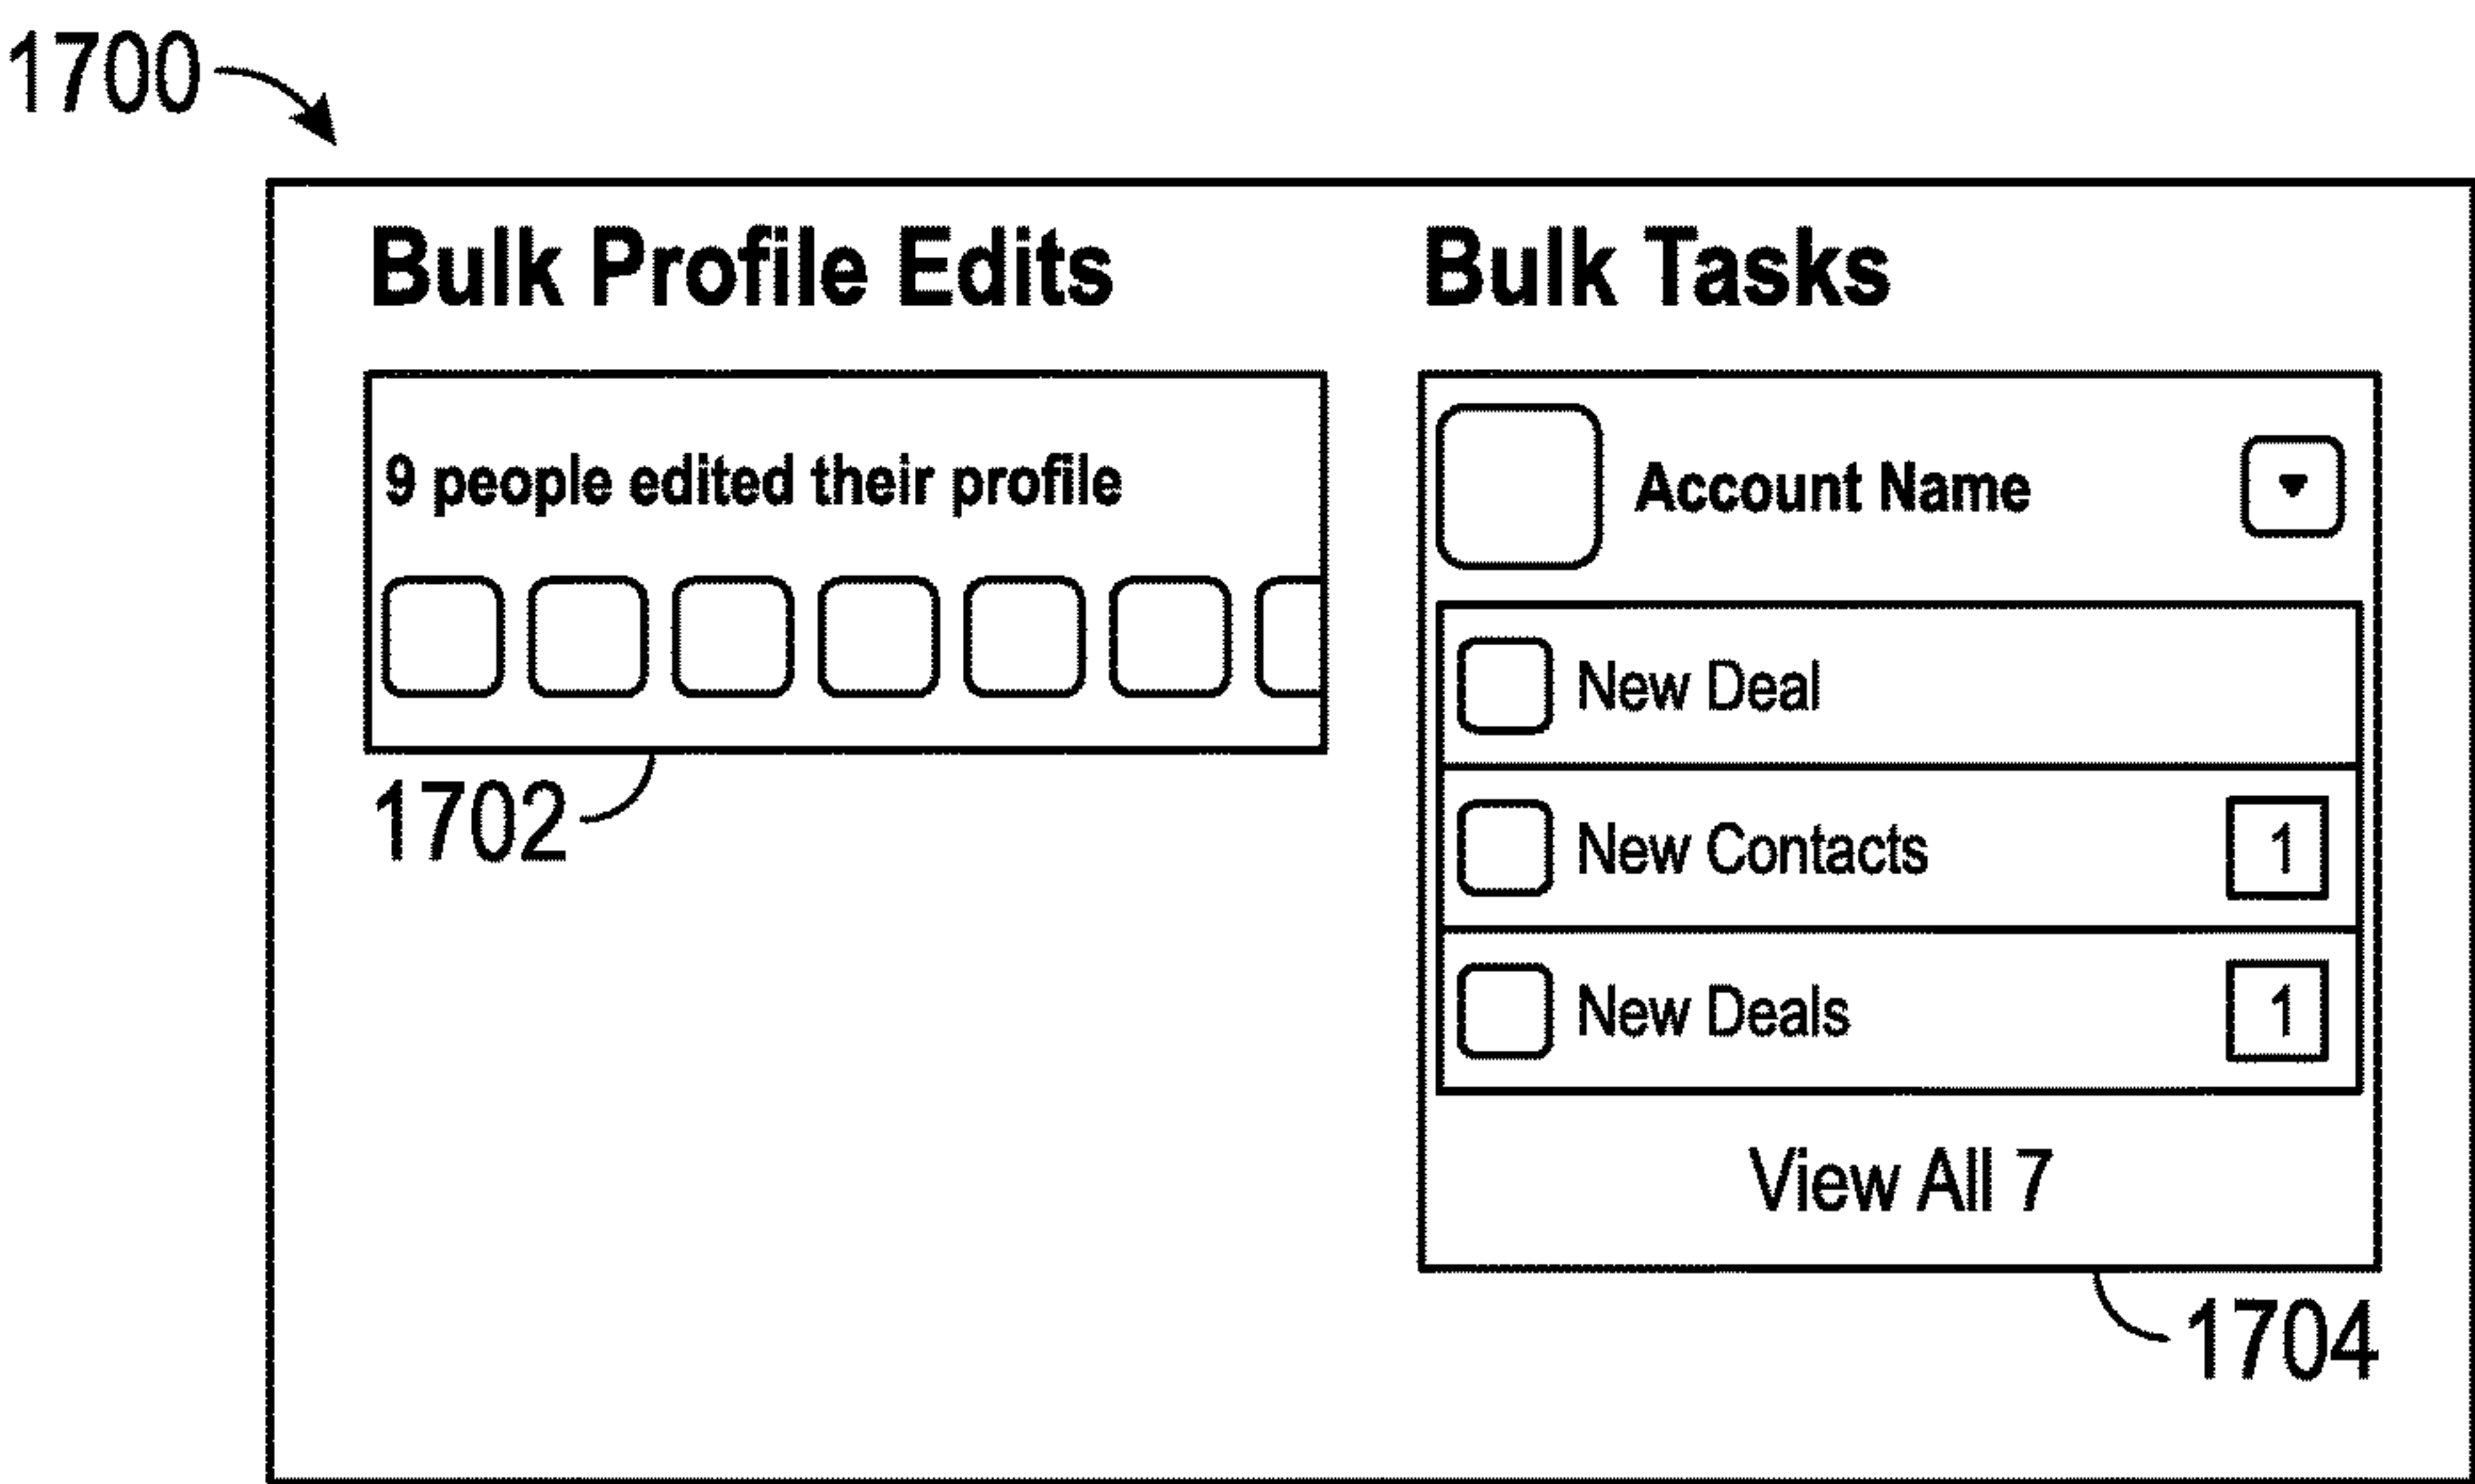 1700
Bulk Profile Edits
9 people edited their profile
1702
Bulk Tasks
Account Name
New Deal
New Contacts 1
New Deals 1
View All 7
1704